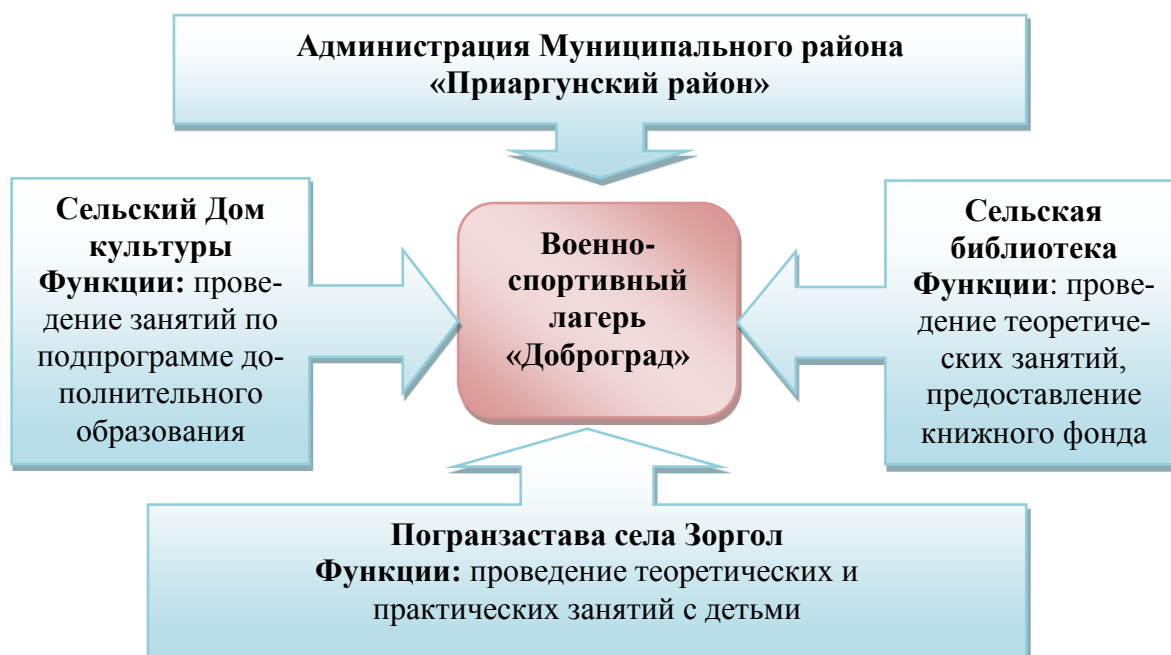 Администрация Муниципального района
«Приаргунский район»
Сельский Дом
культуры
Функции: прове-
дение занятий по
подпрограмме до-
полнительного
образования
Военно-
спортивный
лагерь
«Доброград»
Сельская
библиотека
Функции: прове-
дение теоретиче-
ских занятий,
предоставление
книжного фонда
Погранзастава села Зоргол
Функции: проведение теоретических и
практических занятий с детьми